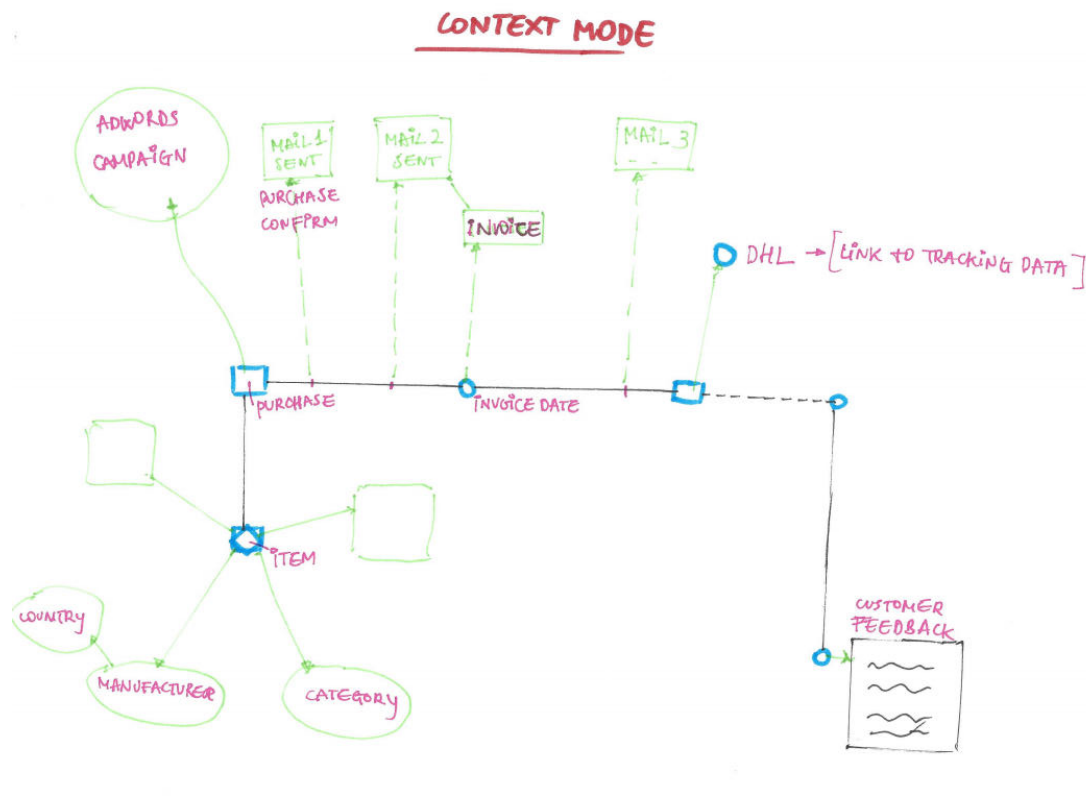 CONTEXT MODE
ADWORDS
CAMPAIGN
MAIL 1
SENT
PURCHASE
CONFIRM
MAIL 2
SENT
INVOICE
MAIL 3
DHL → [LINK TO TRACKING DATA]
PURCHASE
INVOICE DATE
ITEM
COUNTRY
MANUFACTURER
CATEGORY
CUSTOMER
FEEDBACK